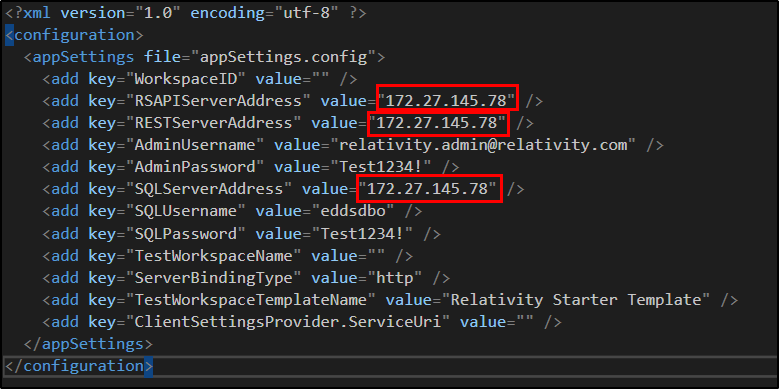 <?xml version="1.0" encoding="utf-8" ?>
<configuration>
  <appSettings file="appSettings.config">
    <add key="WorkspaceID" value="" />
    <add key="RSAPIServerAddress" value="172.27.145.78" />
    <add key="RESTServerAddress" value="172.27.145.78" />
    <add key="AdminUsername" value="relativity.admin@relativity.com" />
    <add key="AdminPassword" value="Test1234!" />
    <add key="SQLServerAddress" value="172.27.145.78" />
    <add key="SQLUsername" value="eddsdbo" />
    <add key="SQLPassword" value="Test1234!" />
    <add key="TestWorkspaceName" value="" />
    <add key="ServerBindingType" value="http" />
    <add key="TestWorkspaceTemplateName" value="Relativity Starter Template" />
    <add key="ClientSettingsProvider.ServiceUri" value="" />
  </appSettings>
</configuration>